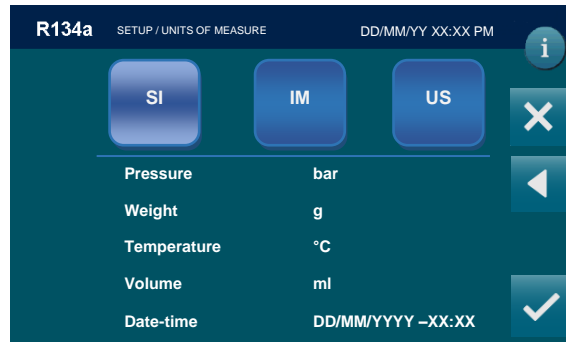 R134a SETUP / UNITS OF MEASURE DD/MM/YY XX:XX PM
i
SI IM US
Pressure bar
Weight g
Temperature °C
Volume ml
Date-time DD/MM/YYYY –XX:XX